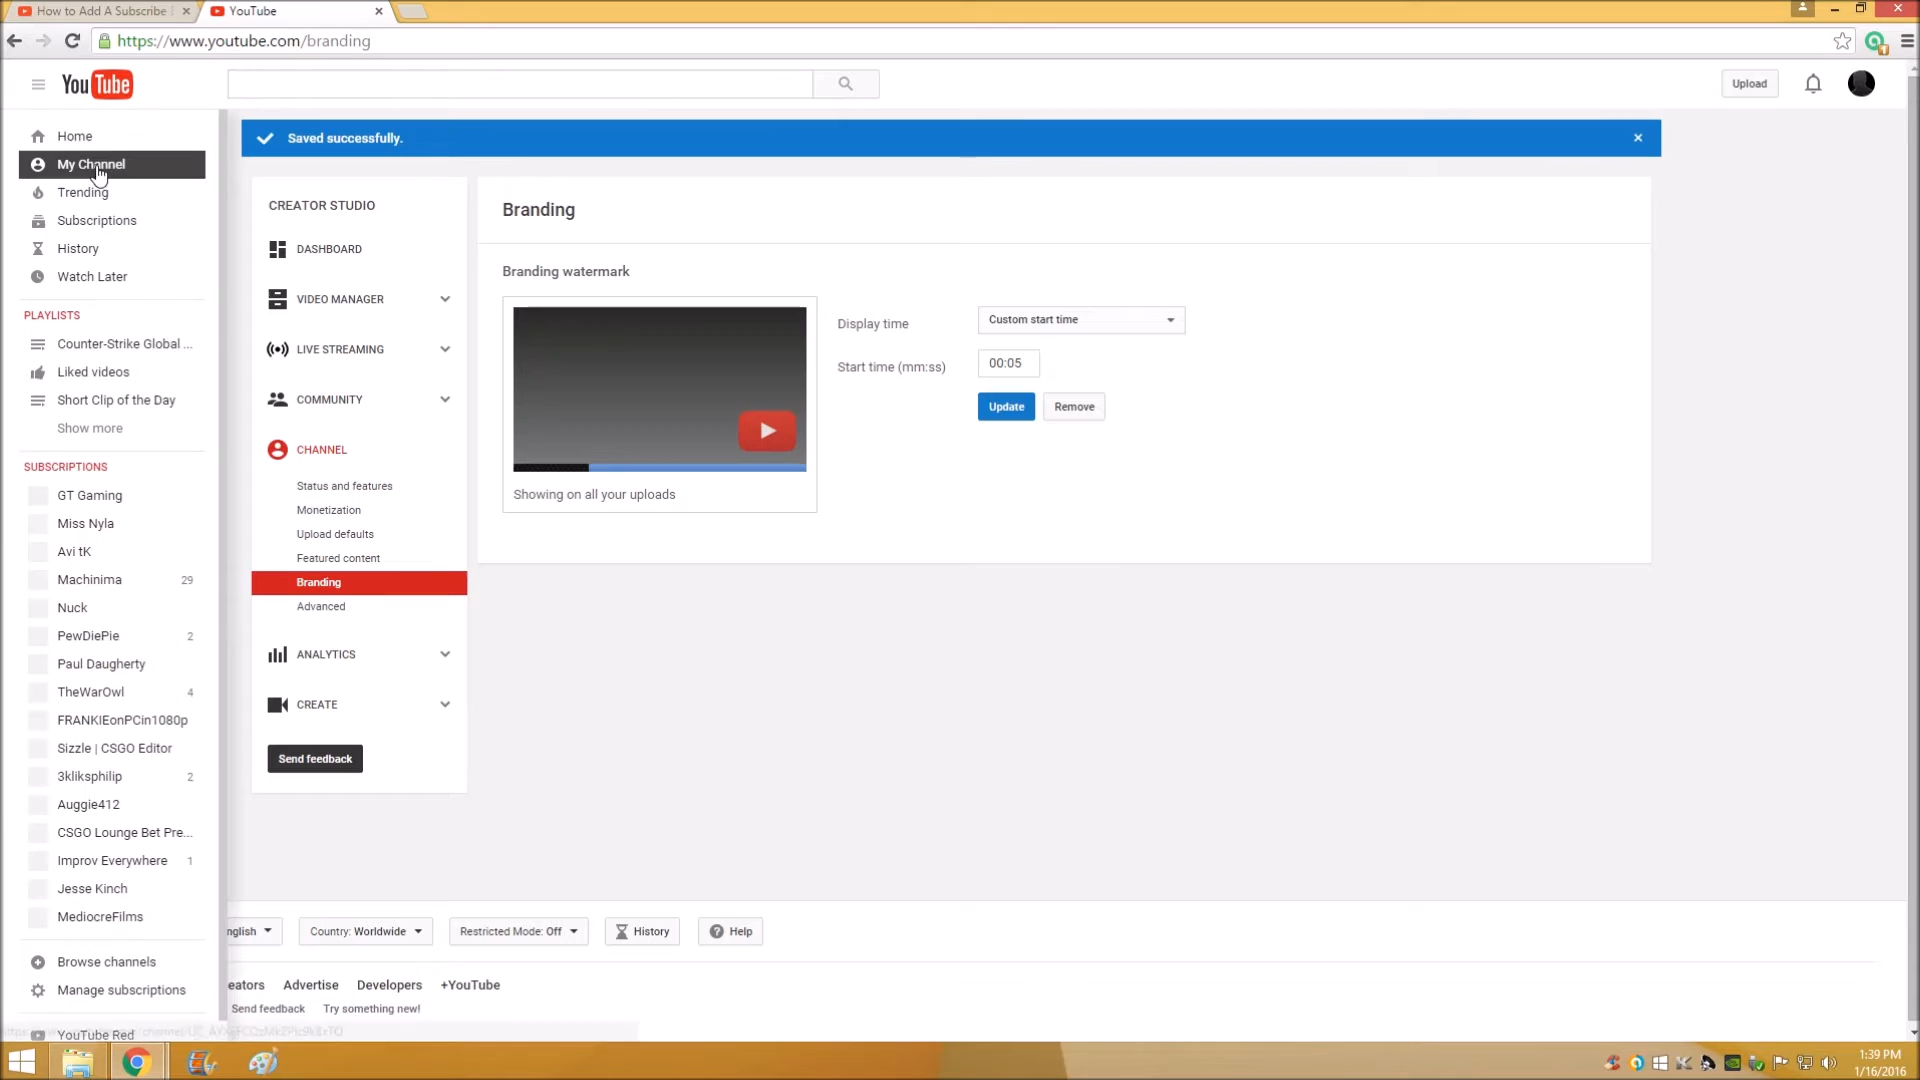 How to Add A Subscribe
YouTube
https://www.youtube.com/branding
YouTube
Upload
Home
My Channel
Trending
Subscriptions
History
Watch Later
PLAYLISTS
Counter-Strike Global ...
Liked videos
Short Clip of the Day
Show more
SUBSCRIPTIONS
GT Gaming
Miss Nyla
Avi tK
Machinima 29
Nuck
PewDiePie 2
Paul Daugherty
TheWarOwl 4
FRANKIEonPCin1080p
Sizzle | CSGO Editor
3kliksphilip 2
Auggie412
CSGO Lounge Bet Pre...
Improv Everywhere 1
Jesse Kinch
MediocreFilms
Browse channels
Manage subscriptions
YouTube Red
Saved successfully.
CREATOR STUDIO
DASHBOARD
VIDEO MANAGER
LIVE STREAMING
COMMUNITY
CHANNEL
Status and features
Monetization
Upload defaults
Featured content
Branding
Advanced
ANALYTICS
CREATE
Send feedback
Branding
Branding watermark
Showing on all your uploads
Display time Custom start time
Start time (mm:ss) 00:05
Update Remove
nglish Country: Worldwide Restricted Mode: Off History Help
eators Advertise Developers +YouTube
Send feedback Try something new!
1:39 PM
1/16/2016